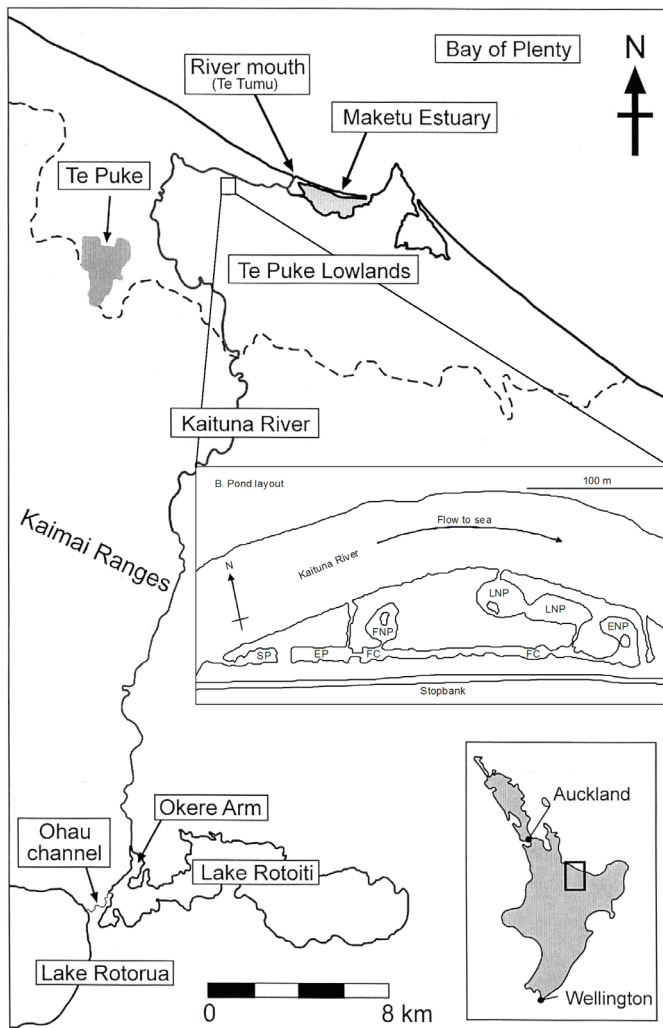 Bay of Plenty
N
River mouth
(Te Tumu)
Maketu Estuary
Te Puke
Te Puke Lowlands
Kaituna River
Kaimai Ranges
B. Pond layout
100 m
Flow to sea
Kaituna River
N
LNP
LNP
FNP
ENP
SP
EP
FC
FC
Stopbank
Okere Arm
Ohau
channel
Lake Rotoiti
Lake Rotorua
0
8 km
Auckland
Wellington